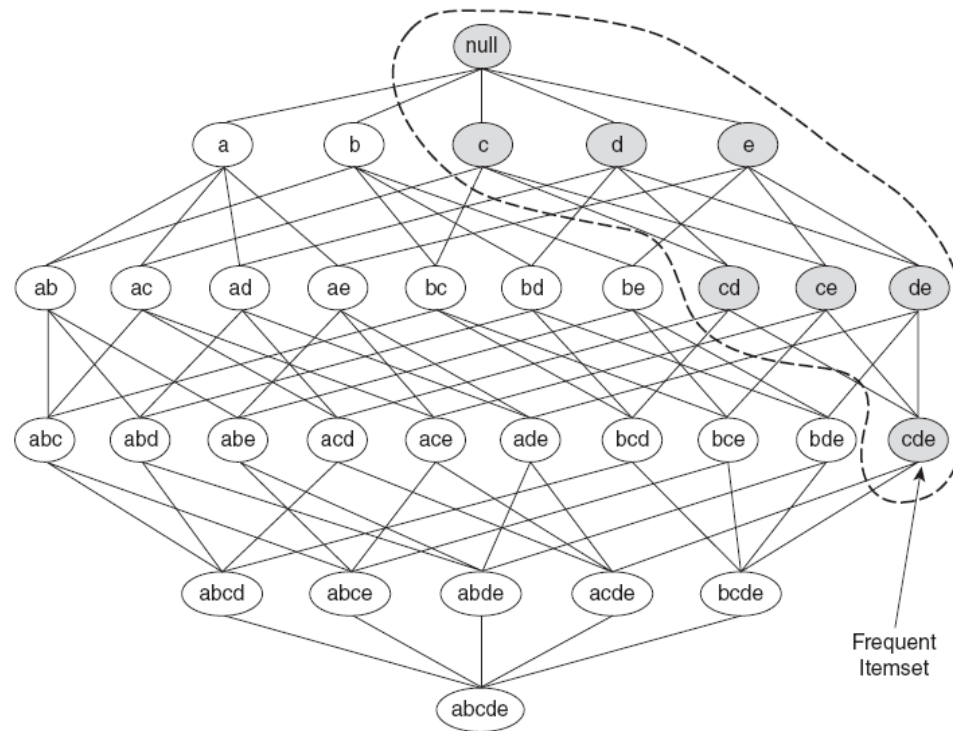 null
a b c d e
ab ac ad ae bc bd be cd ce de
abc abd abe acd ace ade bcd bce bde cde
abcd abce abde acde bcde
Frequent
Itemset
abcde